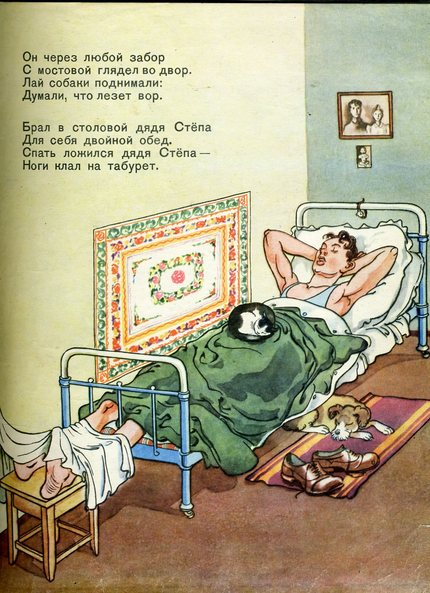 Он через любой забор
С мостовой глядел во двор.
Лай собаки поднимали:
Думали, что лезет вор.
Брал в столовой дядя Стёпа
Для себя двойной обед.
Спать ложился дядя Стёпа—
Ноги клал на табурет.